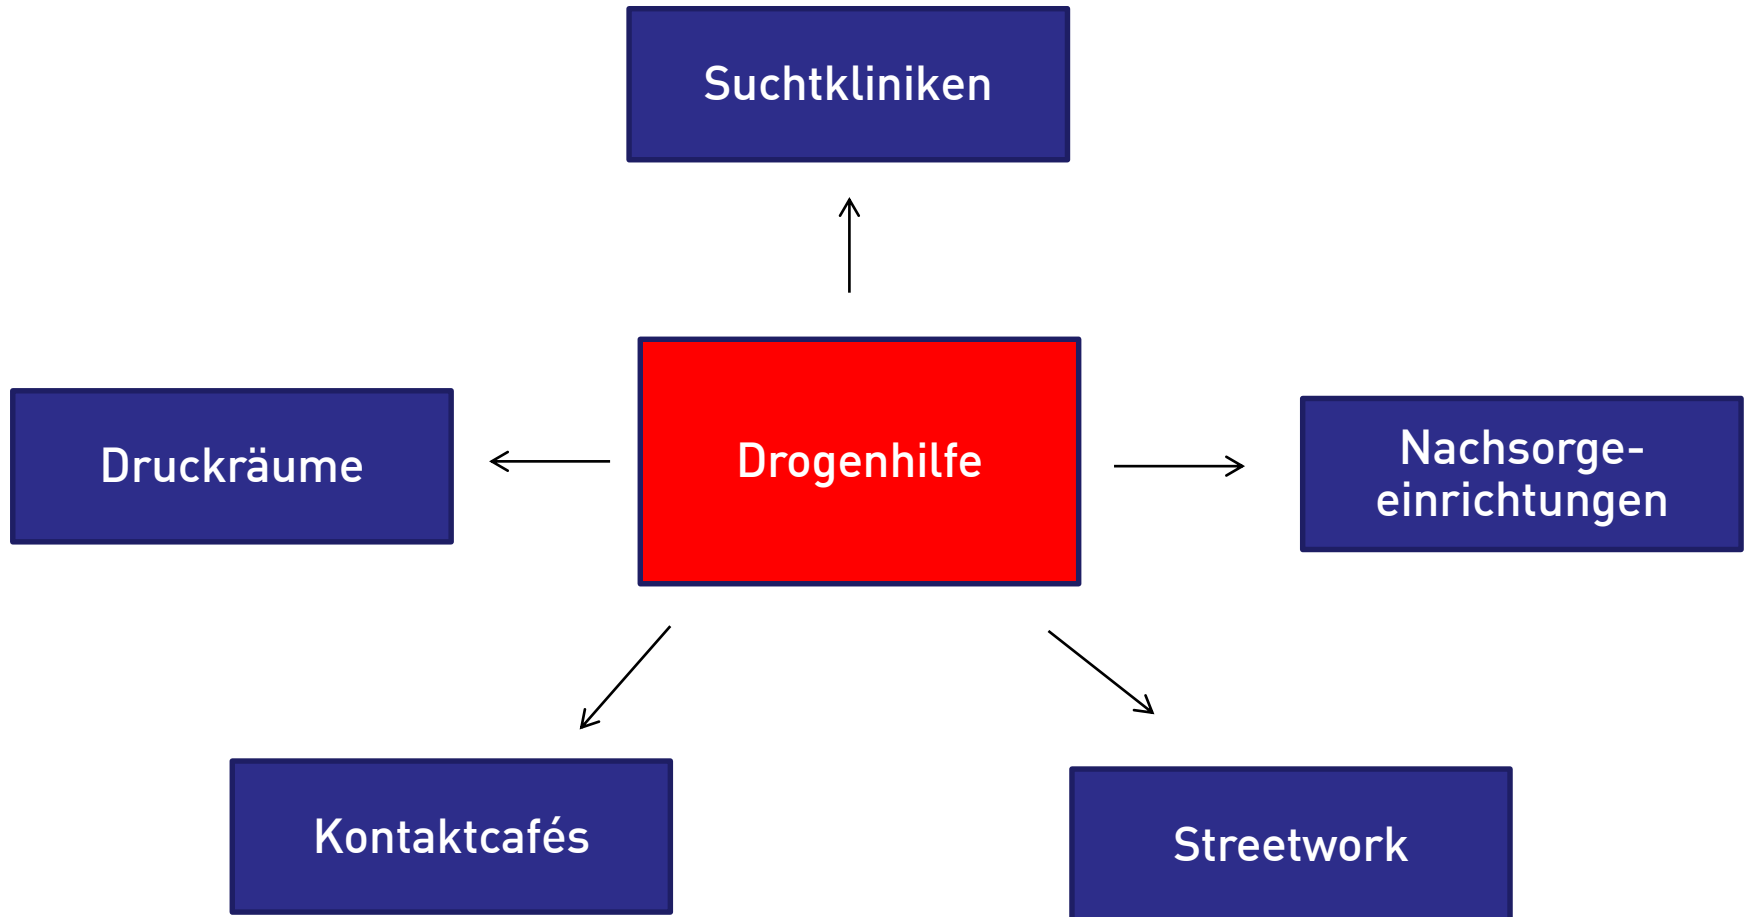 Suchtkliniken
Druckräume
Drogenhilfe
Nachsorge-
einrichtungen
Kontaktcafés
Streetwork